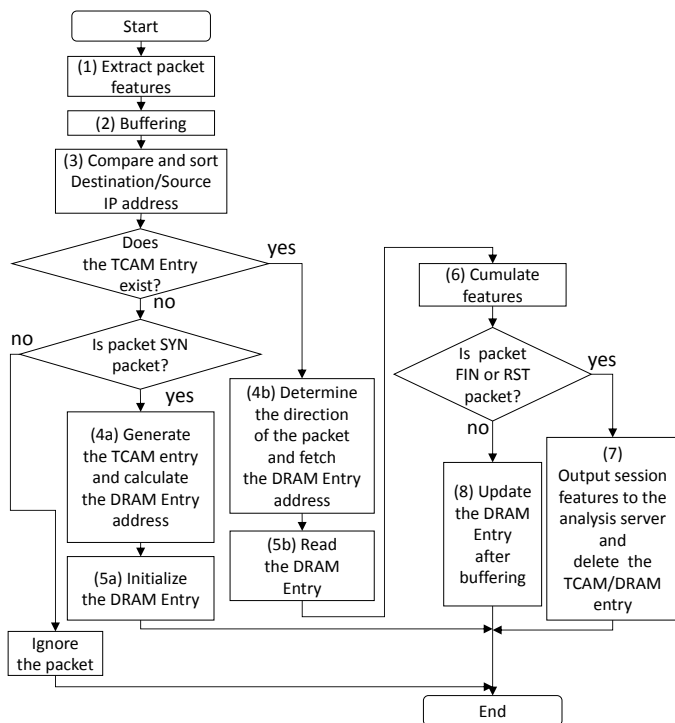 Start
(1) Extract packet
features
(2) Buffering
(3) Compare and sort
Destination/Source
IP address
Does
the TCAM Entry
exist?
yes
no
Is packet SYN
packet?
no
yes
(4a) Generate
the TCAM entry
and calculate
the DRAM Entry
address
(5a) Initialize
the DRAM Entry
Ignore
the packet
(4b) Determine
the direction
of the packet
and fetch
the DRAM Entry
address
(5b) Read
the DRAM
Entry
(6) Cumulate
features
Is packet
FIN or RST
packet?
yes
no
(7)
Output session
features to the
analysis server
and
delete the
TCAM/DRAM
entry
(8) Update
the DRAM
Entry
after
buffering
End